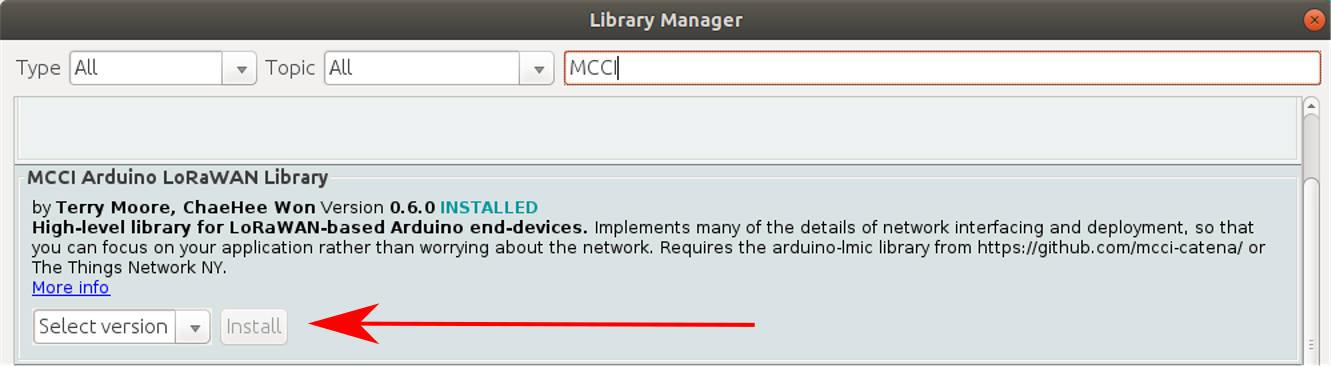 Library Manager
Type All Topic All MCCI
MCCI Arduino LoRaWAN Library
by Terry Moore, ChaeHee Won Version 0.6.0 INSTALLED
High-level library for LoRaWAN-based Arduino end-devices. Implements many of the details of network interfacing and deployment, so that
you can focus on your application rather than worrying about the network. Requires the arduino-lmic library from https://github.com/mcci-catena/ or
The Things Network NY.
More info
Select version Install